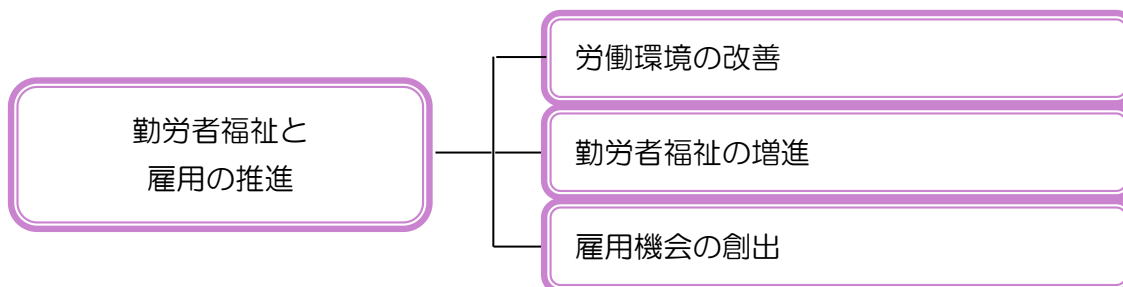 勤労者福祉と
雇用の推進
労働環境の改善
勤労者福祉の増進
雇用機会の創出